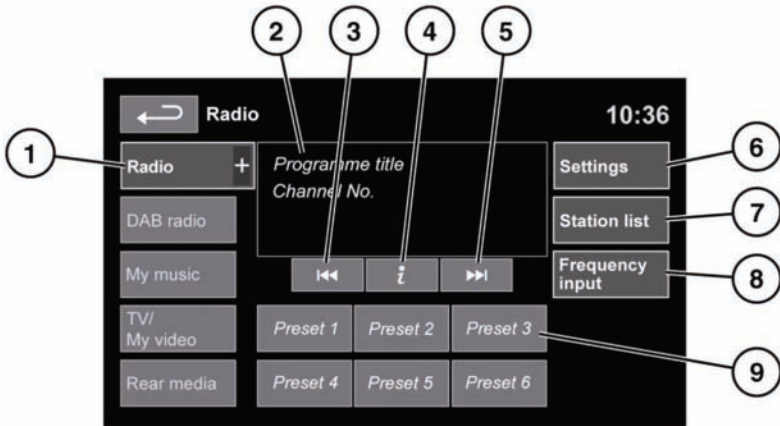 2 3 4 5
Radio 10:36
1
Radio +
Programme title
Channel No.
Settings
6
DAB radio
Station list
7
My music
i
Frequency
input
8
TV/
My video
Preset 1 Preset 2 Preset 3
9
Rear media
Preset 4 Preset 5 Preset 6